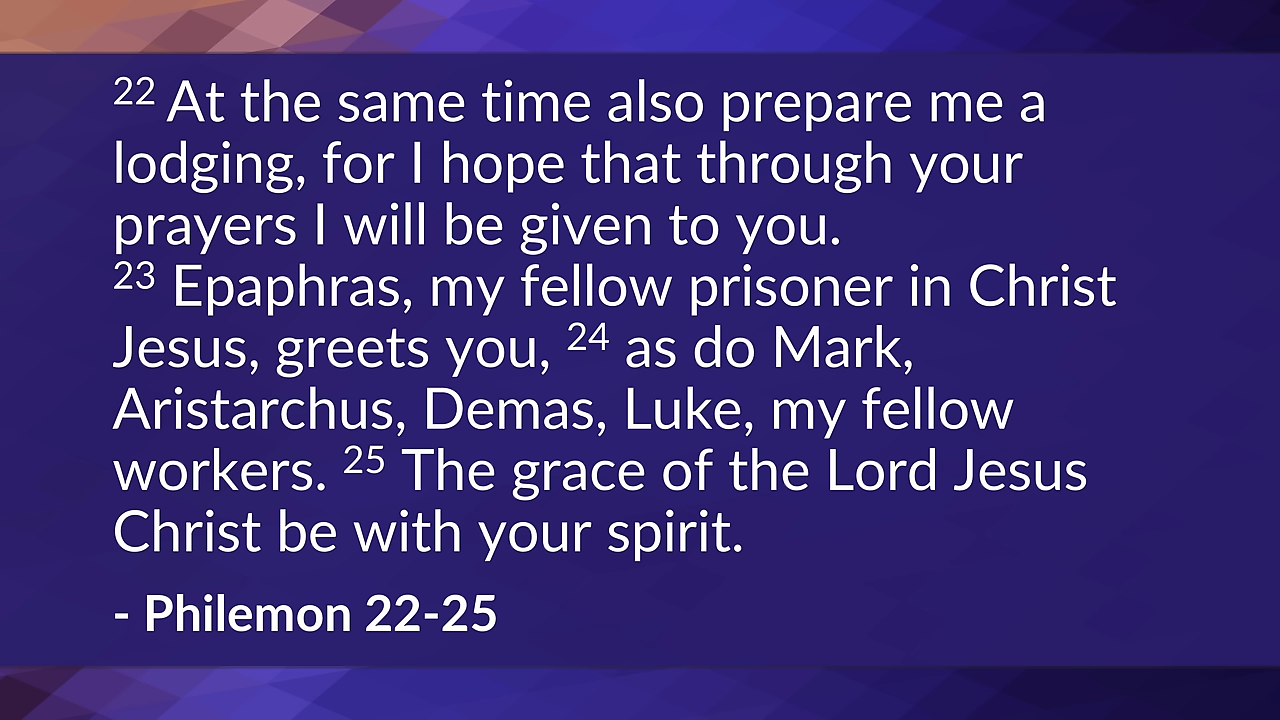 22 At the same time also prepare me a
lodging, for I hope that through your
prayers I will be given to you.
23 Epaphras, my fellow prisoner in Christ
Jesus, greets you, 24 as do Mark,
Aristarchus, Demas, Luke, my fellow
workers. 25 The grace of the Lord Jesus
Christ be with your spirit.
- Philemon 22-25